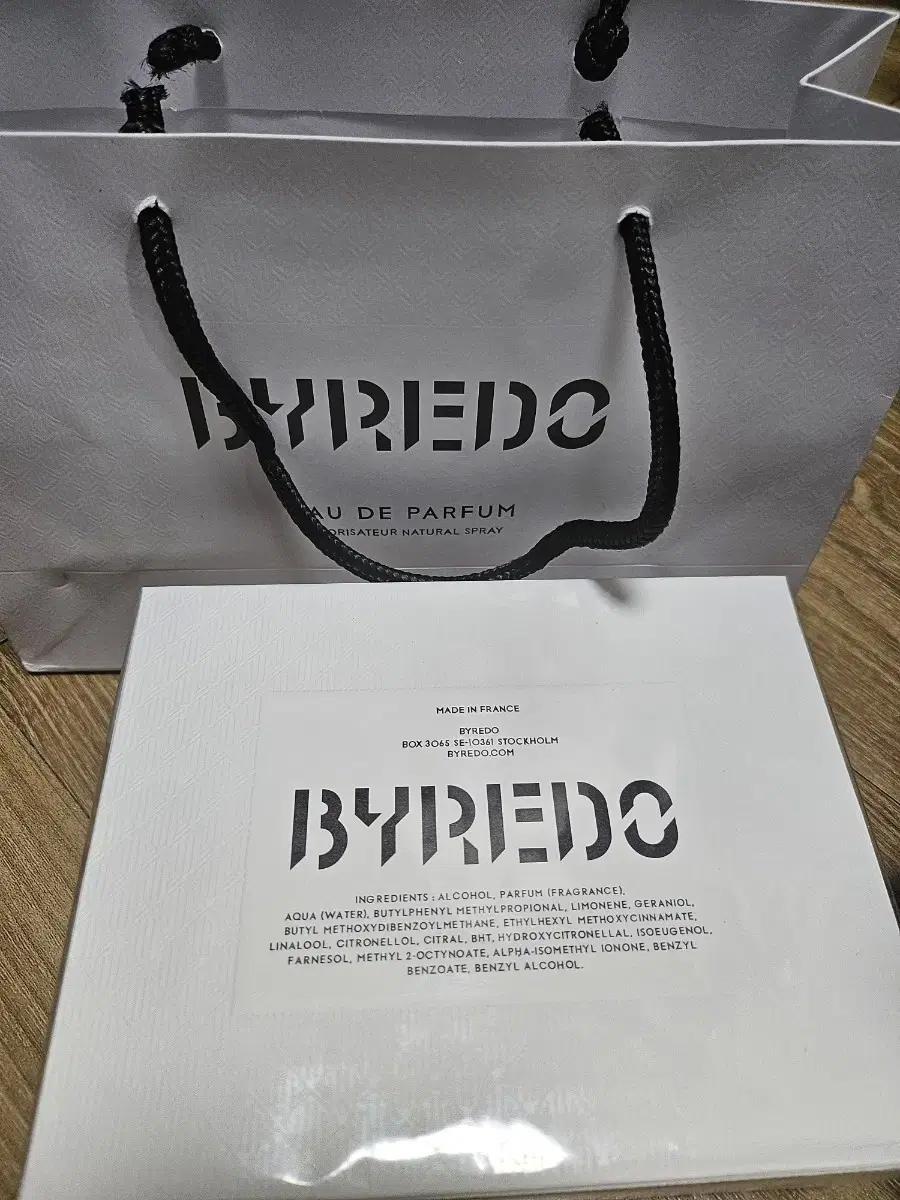 BYREDO
AU DE PARFUM
ORISATEUR NATURAL SPRAY
MADE IN FRANCE
BYREDO
BOX 3065 SE-10361 STOCKHOLM
BYREDO.COM
BYREDO
INGREDIENTS : ALCOHOL, PARFUM (FRAGRANCE),
AQUA (WATER), BUTYLPHENYL METHYLPROPIONAL, LIMONENE, GERANIOL,
BUTYL METHOXYDIBENZOYLMETHANE, ETHYLHEXYL METHOXYCINNAMATE,
LINALOOL, CITRONELLOL, CITRAL, BHT, HYDROXYCITRONELLAL, ISOEUGENOL,
FARNESOL, METHYL 2-OCTYNOATE, ALPHA-ISOMETHYL IONONE, BENZYL
BENZOATE, BENZYL ALCOHOL.